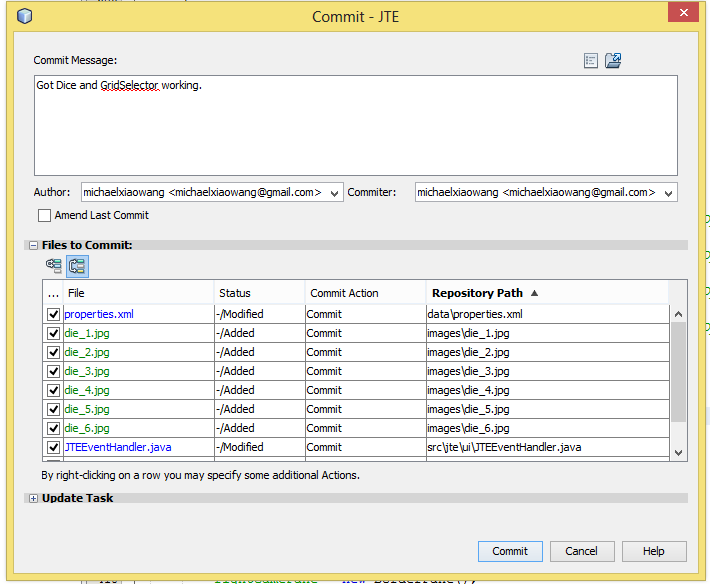 Commit - JTE
Commit Message:
Got Dice and GridSelector working.
Author: michaelxiaowang <michaelxiaowang@gmail.com> Commiter: michaelxiaowang <michaelxiaowang@gmail.com>
Amend Last Commit
Files to Commit:
... File Status Commit Action Repository Path
properties.xml -/Modified Commit data\properties.xml
die_1.jpg -/Added Commit images\die_1.jpg
die_2.jpg -/Added Commit images\die_2.jpg
die_3.jpg -/Added Commit images\die_3.jpg
die_4.jpg -/Added Commit images\die_4.jpg
die_5.jpg -/Added Commit images\die_5.jpg
die_6.jpg -/Added Commit images\die_6.jpg
JTEEventHandler.java -/Modified Commit src\jte\ui\JTEEventHandler.java
By right-clicking on a row you may specify some additional Actions.
Update Task
Commit Cancel Help